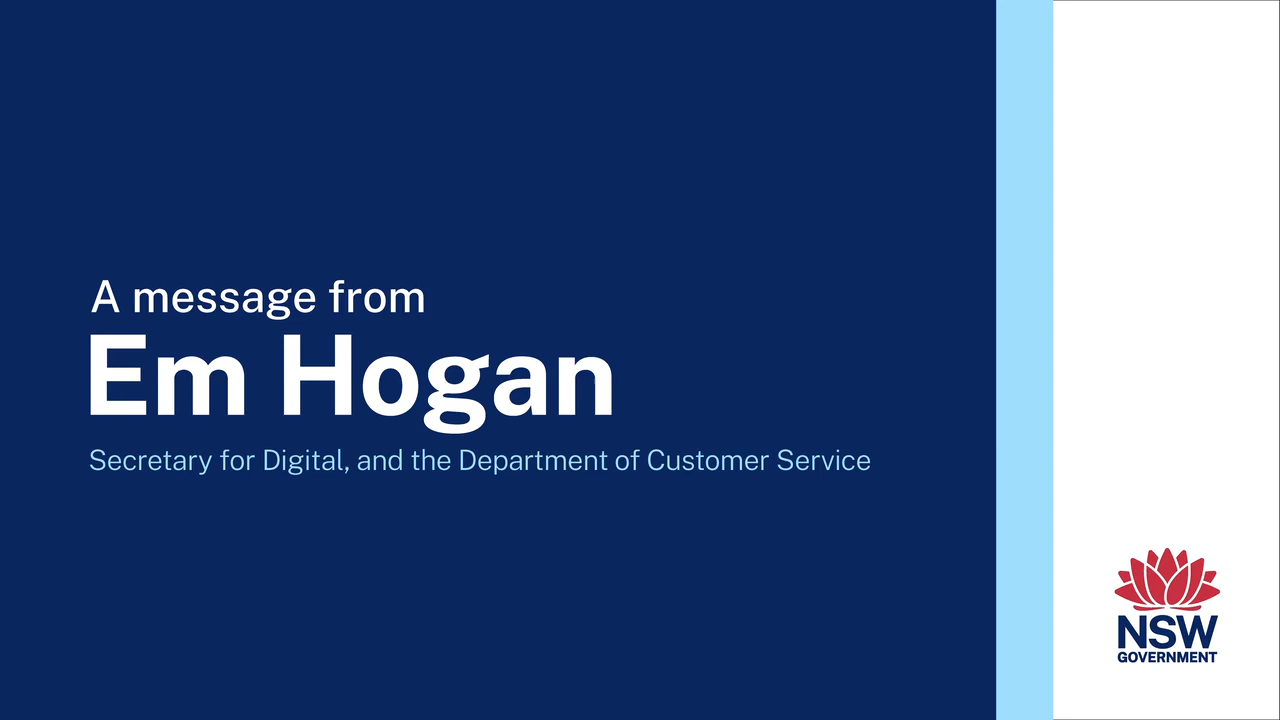 A message from
Em Hogan
Secretary for Digital, and the Department of Customer Service
NSW
GOVERNMENT